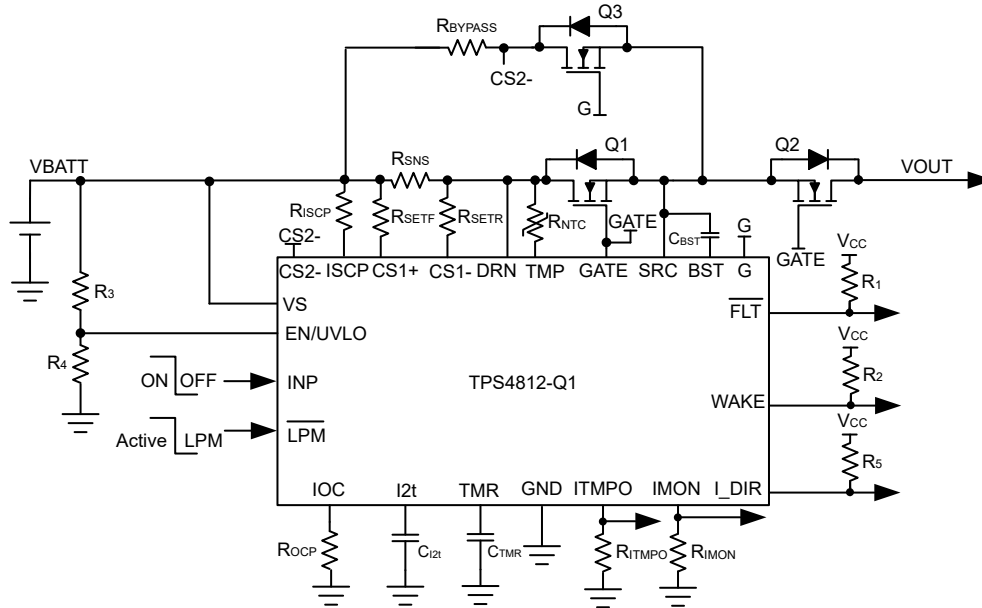 RBYPASS
Q3
CS2-
G
VBATT
RSNS
Q1
Q2
VOUT
RISCP
RSETF
RSETR
RNTC
GATE
CBST
G
GATE
CS2-
CS2-
ISCP
CS1+
CS1-
DRN
TMP
GATE
SRC
BST
G
VCC
R1
FLT
R3
VS
EN/UVLO
R4
ON
OFF
INP
TPS4812-Q1
VCC
R2
WAKE
Active
LPM
LPM
VCC
R5
IOC
I2t
TMR
GND
ITMPO
IMON
I_DIR
ROCP
CI2t
CTMR
RITMPO
RIMON